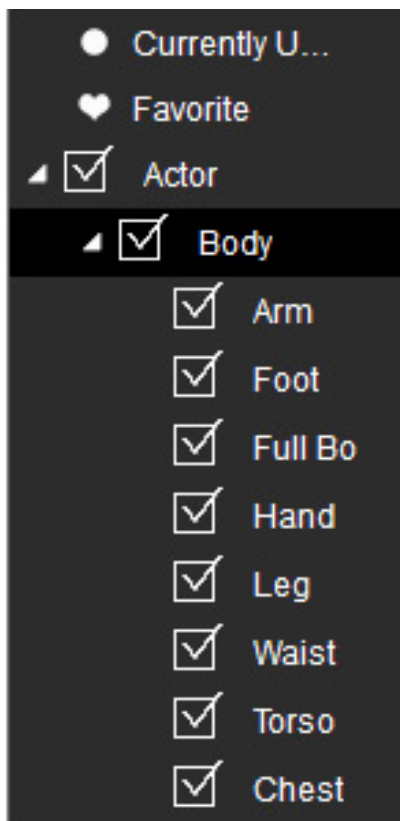 Currently U...
Favorite
Actor
Body
Arm
Foot
Full Bo
Hand
Leg
Waist
Torso
Chest